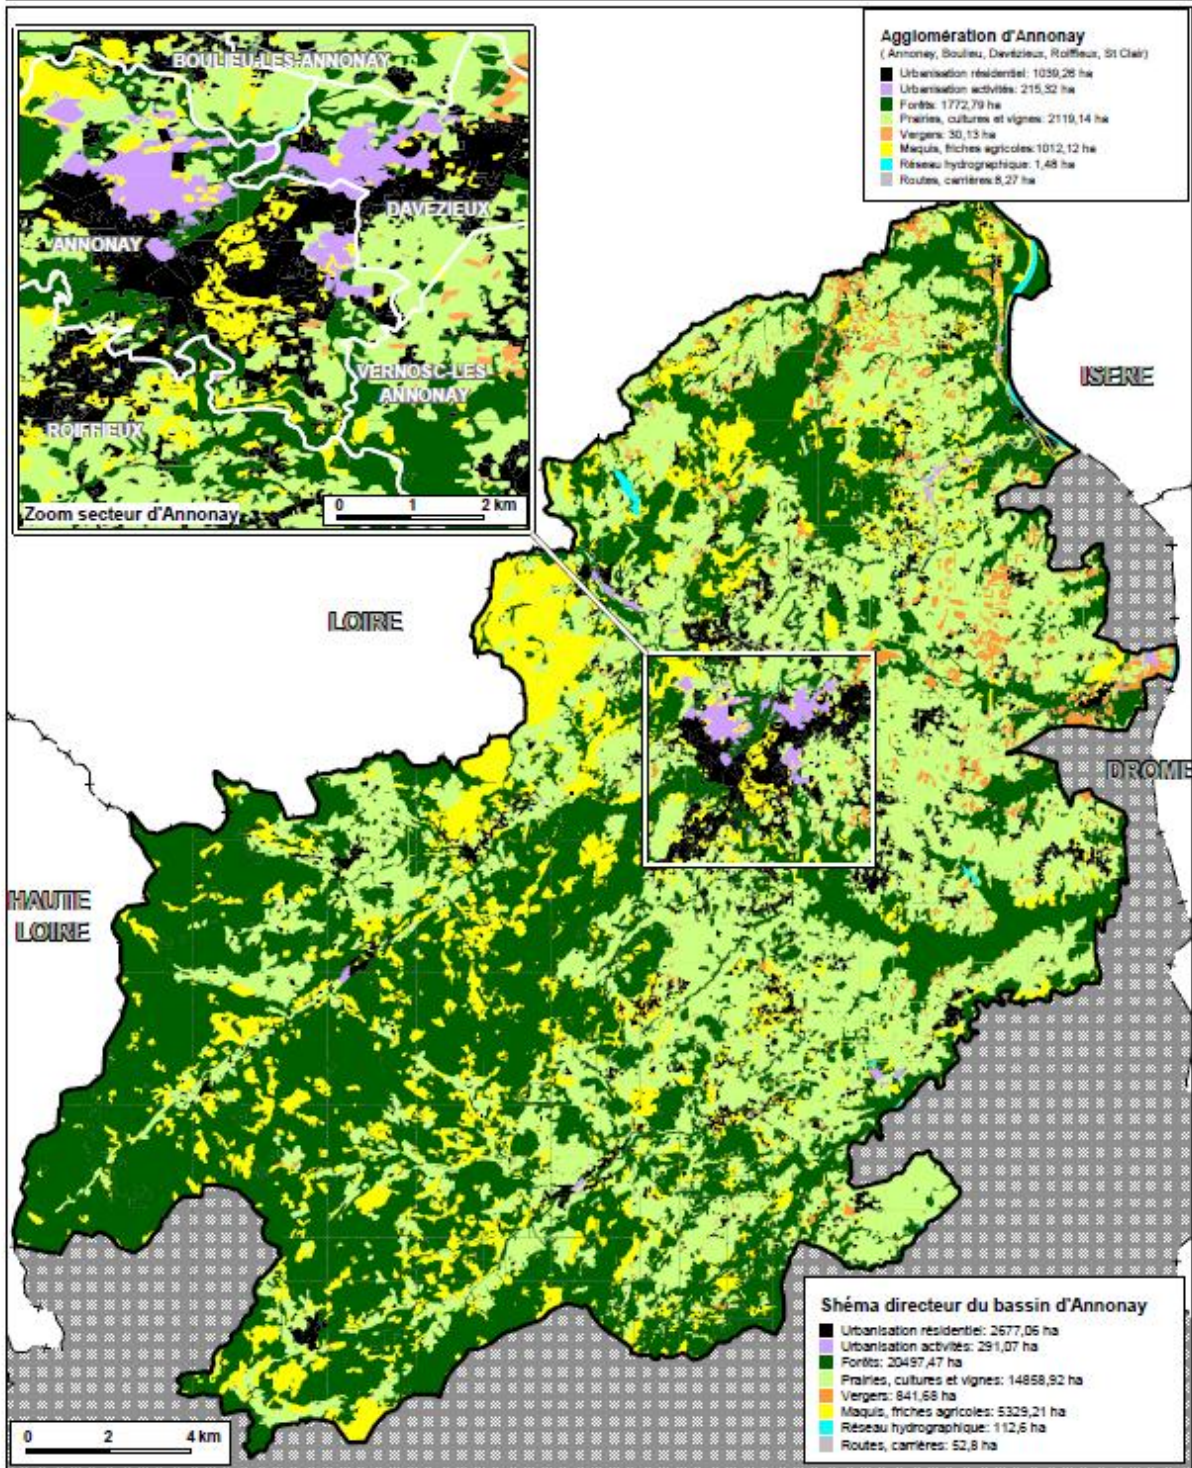 Agglomération d'Annonay
( Annonay, Boulieu, Davézieux, Roiffieux, St Clair)
Urbanisation résidentiel: 1039,26 ha
Urbanisation activités: 215,32 ha
Forêts: 1772,79 ha
Prairies, cultures et vignes: 2119,14 ha
Vergers: 30,13 ha
Maquis, friches agricoles:1012,12 ha
Réseau hydrographique: 1,48 ha
Routes, carrières:8,27 ha
BOULIEU-LES-ANNONAY
DAVEZIEUX
ANNONAY
VERNOSC-LES
ANNONAY
ROIFFIEUX
Zoom secteur d'Annonay
0 1 2 km
ISERE
LOIRE
DROME
HAUTE
LOIRE
Shéma directeur du bassin d'Annonay
Urbanisation résidentiel: 2677,06 ha
Urbanisation activités: 291,07 ha
Forêts: 20497,47 ha
Prairies, cultures et vignes: 14858,92 ha
Vergers: 841,68 ha
Maquis, friches agricoles: 5329,21 ha
Réseau hydrographique: 112,6 ha
Routes, carrières: 52,8 ha
0 2 4 km